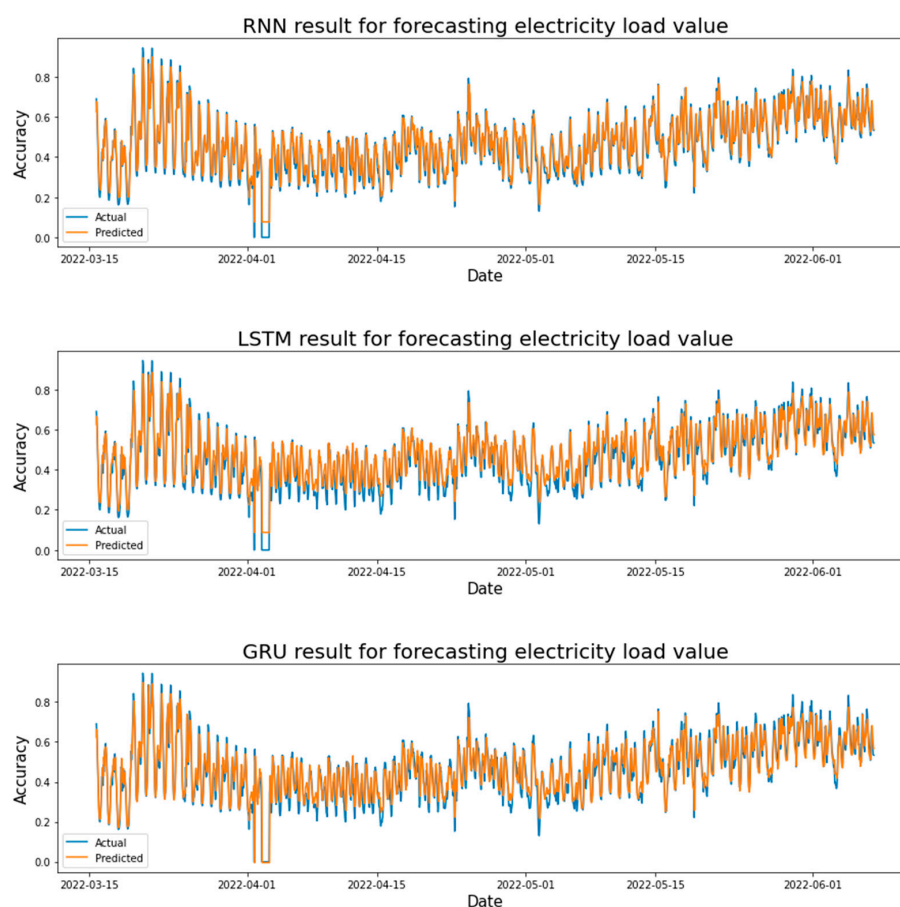 RNN result for forecasting electricity load value
Accuracy
0.8
0.6
0.4
0.2
0.0
Actual
Predicted
2022-03-15 2022-04-01 2022-04-15 2022-05-01 2022-05-15 2022-06-01
Date
LSTM result for forecasting electricity load value
Accuracy
0.8
0.6
0.4
0.2
0.0
Actual
Predicted
2022-03-15 2022-04-01 2022-04-15 2022-05-01 2022-05-15 2022-06-01
Date
GRU result for forecasting electricity load value
Accuracy
0.8
0.6
0.4
0.2
0.0
Actual
Predicted
2022-03-15 2022-04-01 2022-04-15 2022-05-01 2022-05-15 2022-06-01
Date